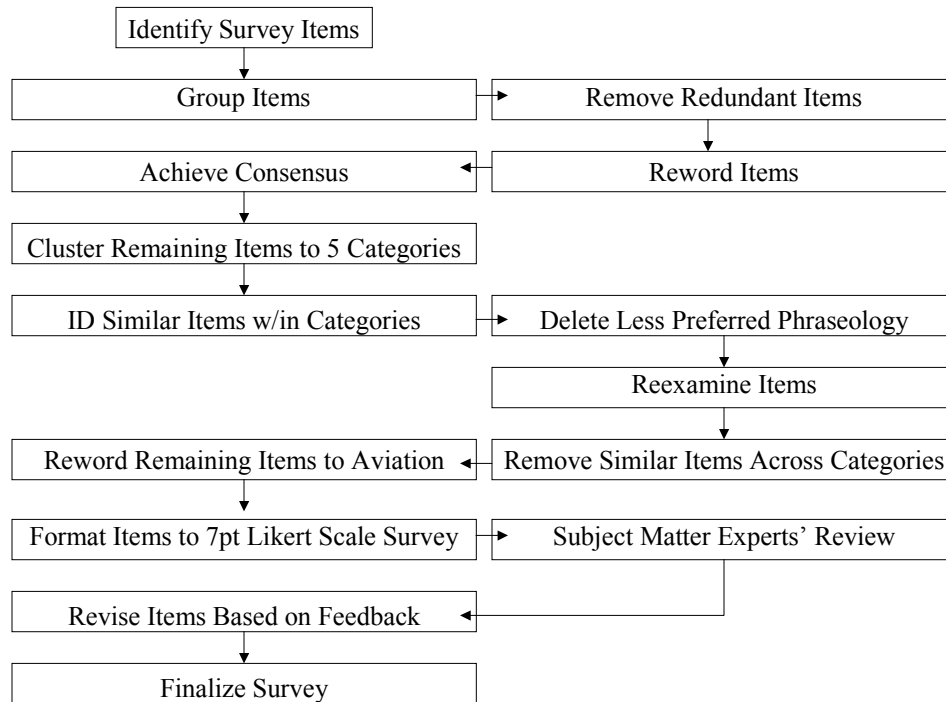 Identify Survey Items
Group Items
Remove Redundant Items
Reword Items
Achieve Consensus
Cluster Remaining Items to 5 Categories
ID Similar Items w/in Categories
Delete Less Preferred Phraseology
Reexamine Items
Remove Similar Items Across Categories
Reword Remaining Items to Aviation
Format Items to 7pt Likert Scale Survey
Subject Matter Experts’ Review
Revise Items Based on Feedback
Finalize Survey